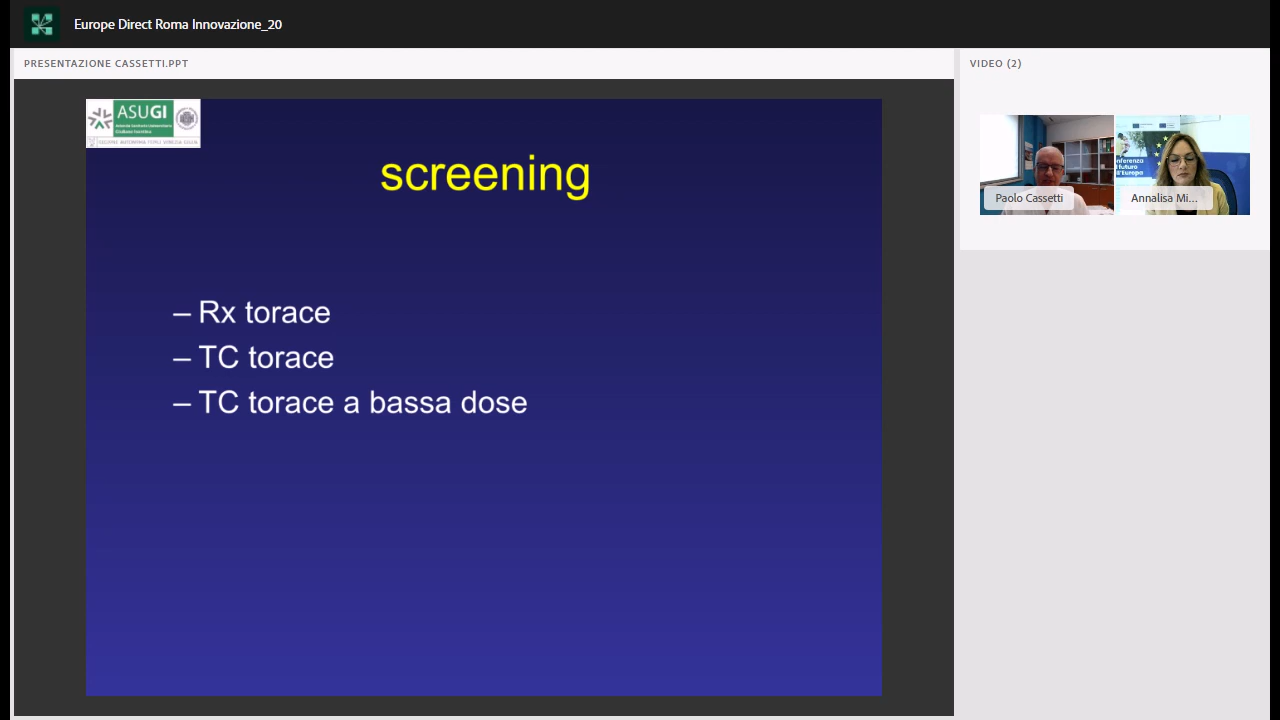 Europe Direct Roma Innovazione_20
PRESENTAZIONE CASSETTI.PPT
VIDEO (2)
ASUGI
screening
– Rx torace
– TC torace
– TC torace a bassa dose
Paolo Cassetti
Annalisa Mi...